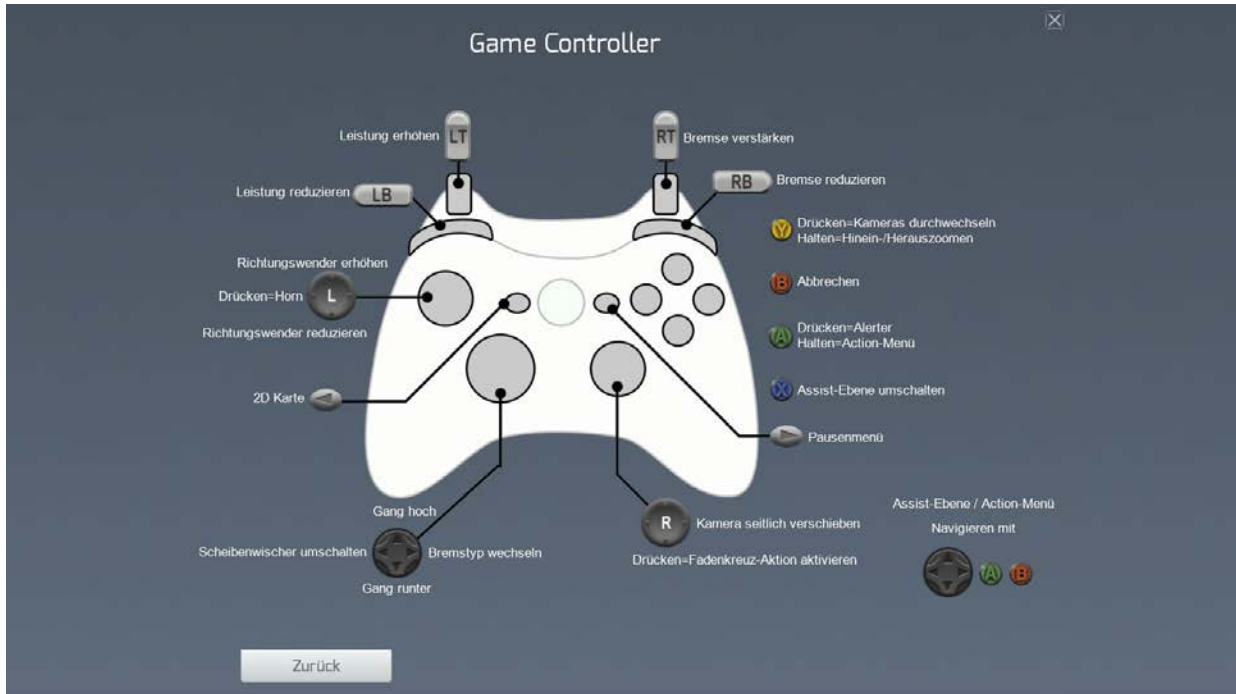 Game Controller
Leistung erhöhen LT
RT Bremse verstärken
Leistung reduzieren LB
RB Bremse reduzieren
Y Drücken=Kameras durchwechseln
Halten=Hinein-/Herauszoomen
Richtungswender erhöhen
Drücken=Horn L
Richtungswender reduzieren
B Abbrechen
A Drücken=Alerter
Halten=Action-Menü
X Assist-Ebene umschalten
2D Karte
Pausenmenü
Gang hoch
Scheibenwischer umschalten
Bremstyp wechseln
Gang runter
R Kamera seitlich verschieben
Drücken=Fadenkreuz-Aktion aktivieren
Assist-Ebene / Action-Menü
Navigieren mit
A B
Zurück